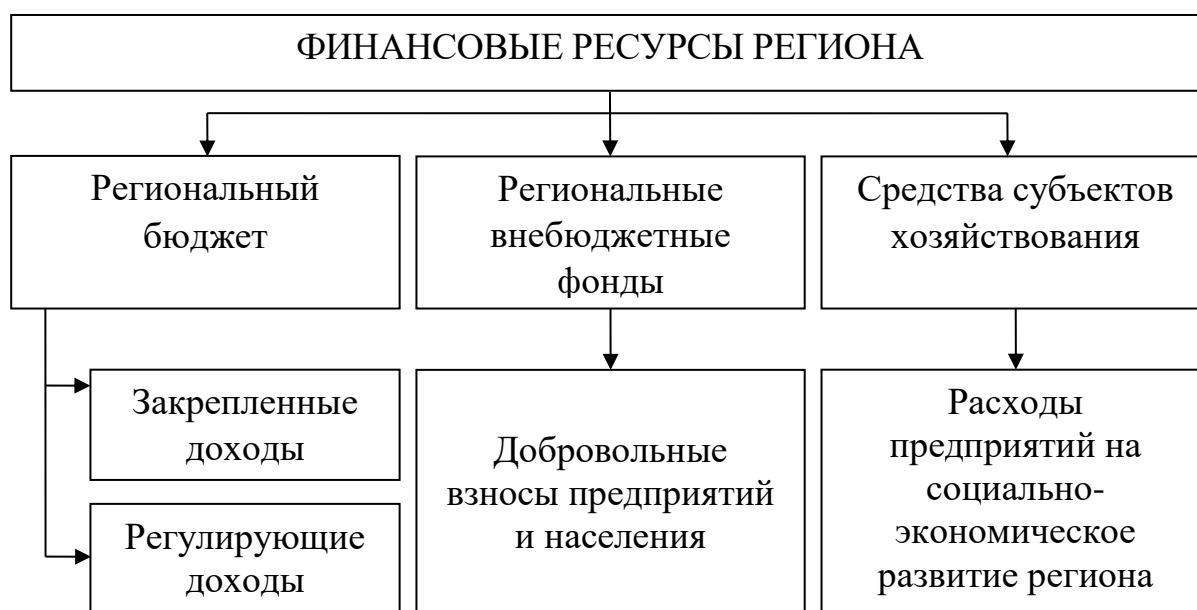 ФИНАНСОВЫЕ РЕСУРСЫ РЕГИОНА
Региональный
бюджет
Региональные
внебюджетные
фонды
Средства субъектов
хозяйствования
Закрепленные
доходы
Регулирующие
доходы
Добровольные
взносы предприятий
и населения
Расходы
предприятий на
социально-
экономическое
развитие региона